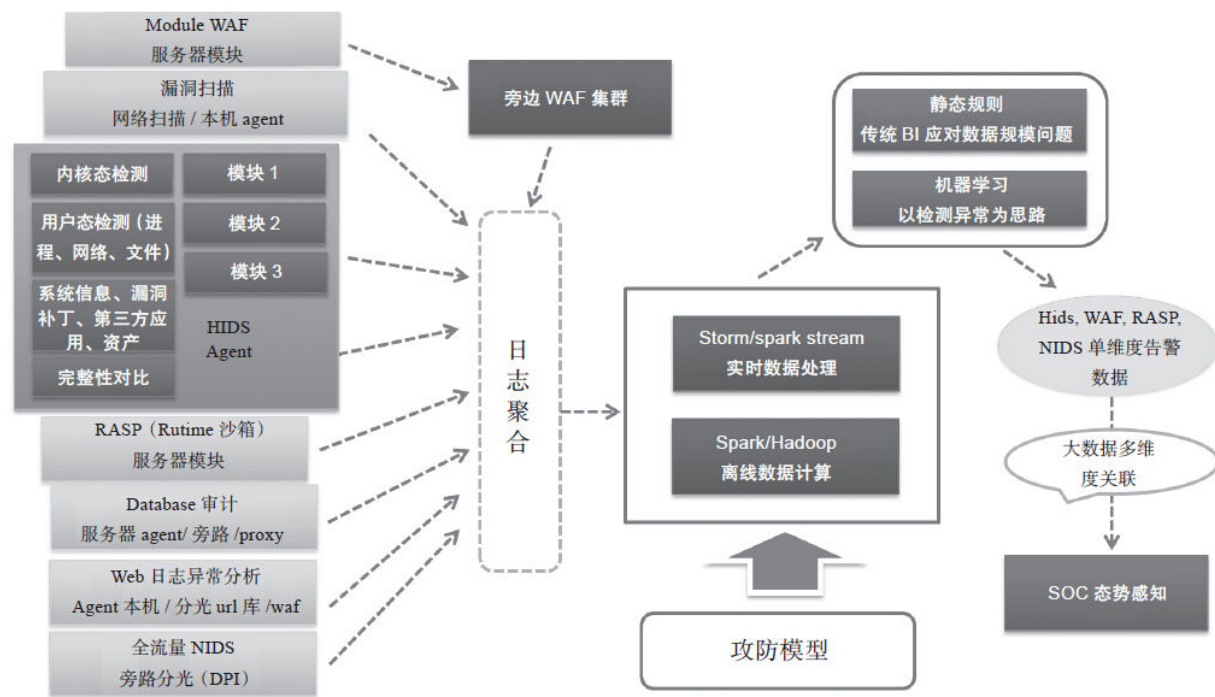 Module WAF
服务器模块
漏洞扫描
网络扫描 / 本机 agent
内核态检测
用户态检测（进
程、网络、文件）
系统信息、漏洞
补丁、第三方应
用、资产
完整性对比
模块 1
模块 2
模块 3
HIDS
Agent
RASP（Rutime 沙箱）
服务器模块
Database 审计
服务器 agent/ 旁路 /proxy
Web 日志异常分析
Agent 本机 / 分光 url 库 /waf
全流量 NIDS
旁路分光（DPI）
旁边 WAF 集群
日
志
聚
合
Storm/spark stream
实时数据处理
Spark/Hadoop
离线数据计算
攻防模型
静态规则
传统 BI 应对数据规模问题
机器学习
以检测异常为思路
Hids, WAF, RASP,
NIDS 单维度告警
数据
大数据多维
度关联
SOC 态势感知